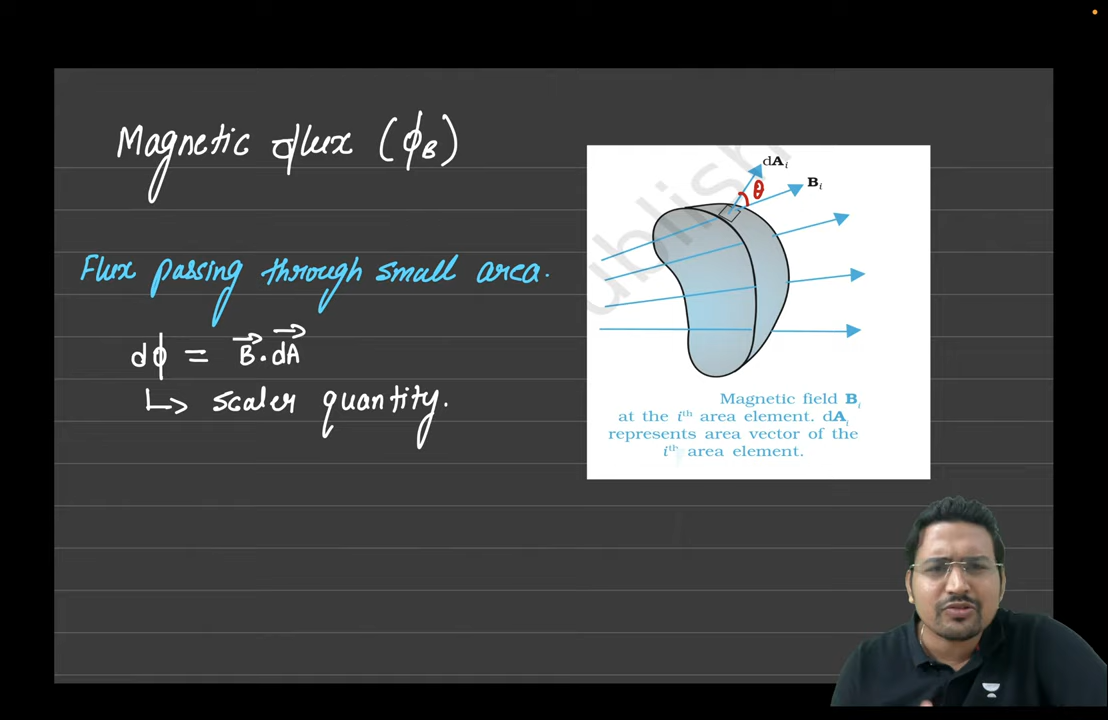 Magnetic flux (ϕB)
Flux passing through small area.
dϕ = B⃗.dA⃗
↳ scaler quantity.
ublish
dAi
θ
Bi
Magnetic field Bi
at the ith area element. dAi
represents area vector of the
ith area element.